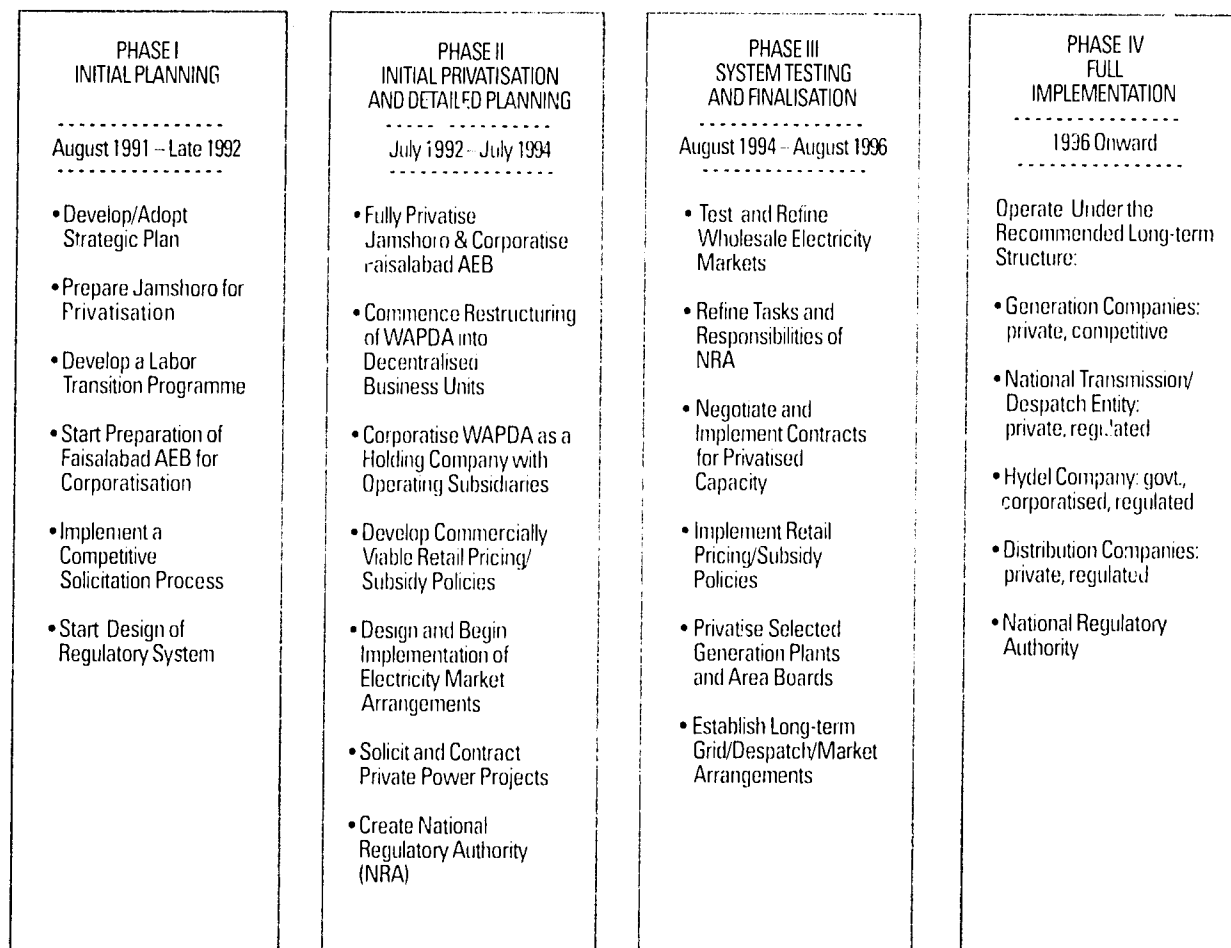 PHASE I
INITIAL PLANNING
August 1991 – Late 1992
• Develop/Adopt
Strategic Plan
• Prepare Jamshoro for
Privatisation
• Develop a Labor
Transition Programme
• Start Preparation of
Faisalabad AEB for
Corporatisation
• Implement a
Competitive
Solicitation Process
• Start Design of
Regulatory System
PHASE II
INITIAL PRIVATISATION
AND DETAILED PLANNING
July 1992 – July 1994
• Fully Privatise
Jamshoro & Corporatise
Faisalabad AEB
• Commence Restructuring
of WAPDA into
Decentralised
Business Units
• Corporatise WAPDA as a
Holding Company with
Operating Subsidiaries
• Develop Commercially
Viable Retail Pricing/
Subsidy Policies
• Design and Begin
Implementation of
Electricity Market
Arrangements
• Solicit and Contract
Private Power Projects
• Create National
Regulatory Authority
(NRA)
PHASE III
SYSTEM TESTING
AND FINALISATION
August 1994 – August 1996
• Test and Refine
Wholesale Electricity
Markets
• Refine Tasks and
Responsibilities of
NRA
• Negotiate and
Implement Contracts
for Privatised
Capacity
• Implement Retail
Pricing/Subsidy
Policies
• Privatise Selected
Generation Plants
and Area Boards
• Establish Long-term
Grid/Despatch/Market
Arrangements
PHASE IV
FULL
IMPLEMENTATION
1996 Onward
Operate Under the
Recommended Long-term
Structure:
• Generation Companies:
private, competitive
• National Transmission/
Despatch Entity:
private, regulated
• Hydel Company: govt.,
corporatised, regulated
• Distribution Companies:
private, regulated
• National Regulatory
Authority